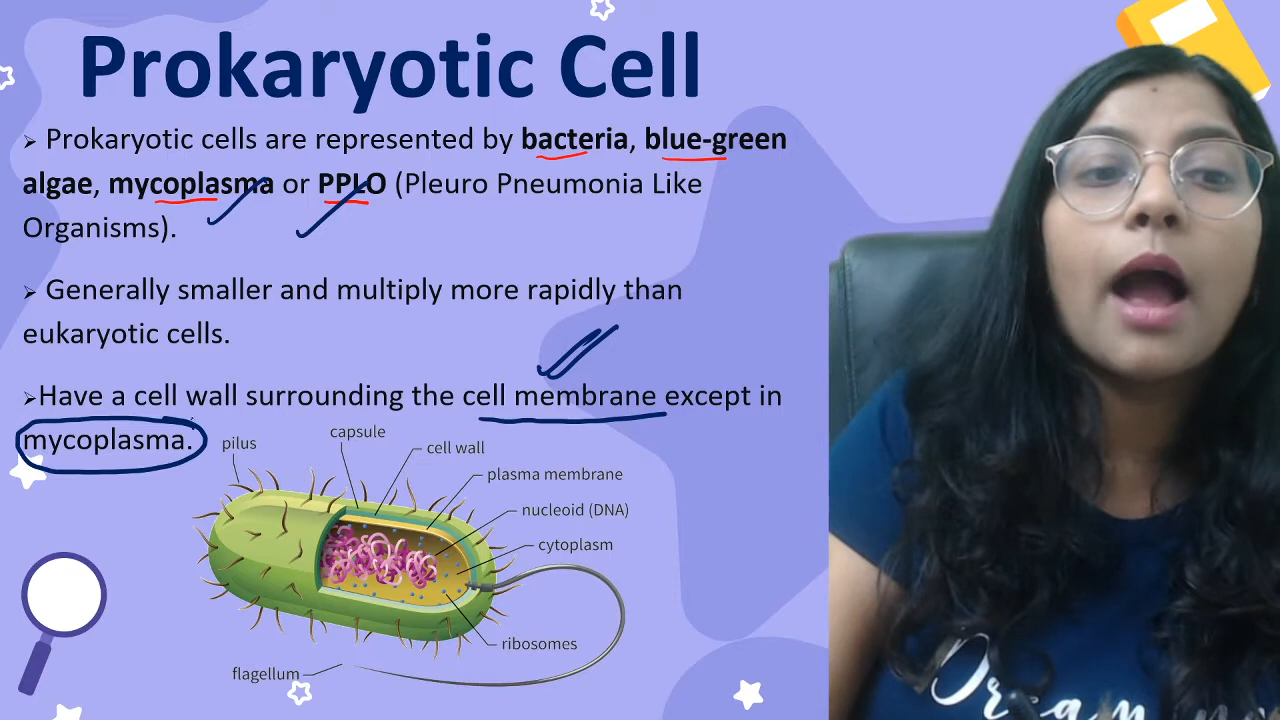 Prokaryotic Cell
➢ Prokaryotic cells are represented by bacteria, blue-green
algae, mycoplasma or PPLO (Pleuro Pneumonia Like
Organisms).
➢ Generally smaller and multiply more rapidly than
eukaryotic cells.
➢Have a cell wall surrounding the cell membrane except in
mycoplasma.
pilus
capsule
cell wall
plasma membrane
nucleoid (DNA)
cytoplasm
ribosomes
flagellum